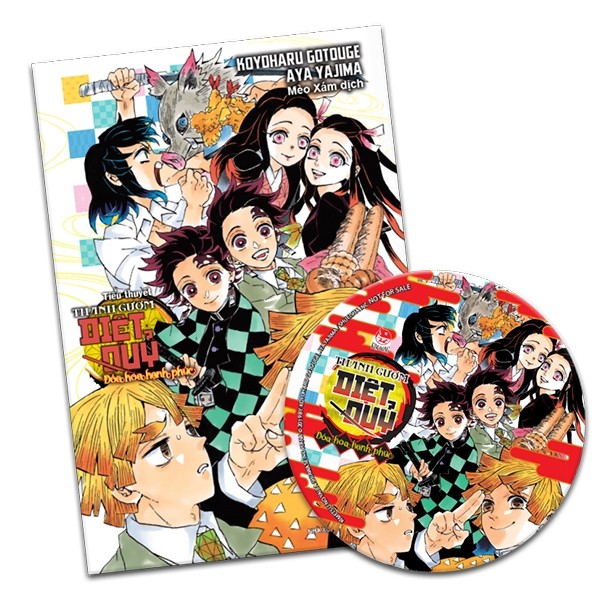 KOYOHARU GOTOUGE
AYA YAJIMA
Mèo Xám dịch
Tiểu thuyết
THANH GƯƠM
DIỆT
QUỶ
Đóa hoa hạnh phúc
NOT FOR SALE
THANH GƯƠM
DIỆT
QUỶ
Đóa hoa hạnh phúc